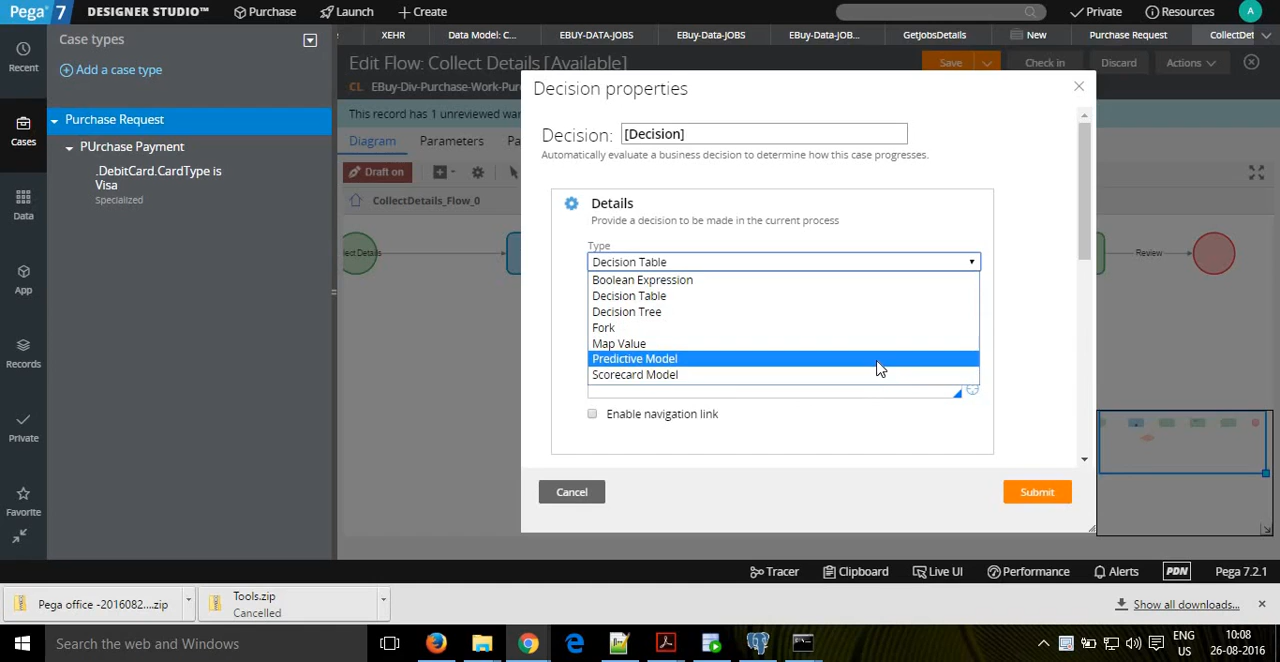 Pega 7 DESIGNER STUDIO™ Purchase Launch Create Private Resources A
Recent
Cases
Data
App
Records
Private
Favorite
Case types
Add a case type
Purchase Request
PUrchase Payment
.DebitCard.CardType is
Visa
Specialized
XEHR Data Model: C... EBUY-DATA-JOBS EBuy-Data-JOBS EBuy-Data-JOB... GetJobsDetails New Purchase Request CollectDet
Edit Flow: Collect Details [Available] Save Check in Discard Actions
CL EBuy-Div-Purchase-Work-Pur
This record has 1 unreviewed war
Diagram Parameters Pa
Draft on
CollectDetails_Flow_0
llect Details
Review
Decision properties
Decision: [Decision]
Automatically evaluate a business decision to determine how this case progresses.
Details
Provide a decision to be made in the current process
Type
Decision Table
Boolean Expression
Decision Table
Decision Tree
Fork
Map Value
Predictive Model
Scorecard Model
Enable navigation link
Cancel Submit
Tracer Clipboard Live UI Performance Alerts PDN Pega 7.2.1
Pega office -2016082....zip
Tools.zip
Cancelled
Show all downloads...
Search the web and Windows
ENG
US
10:08
26-08-2016